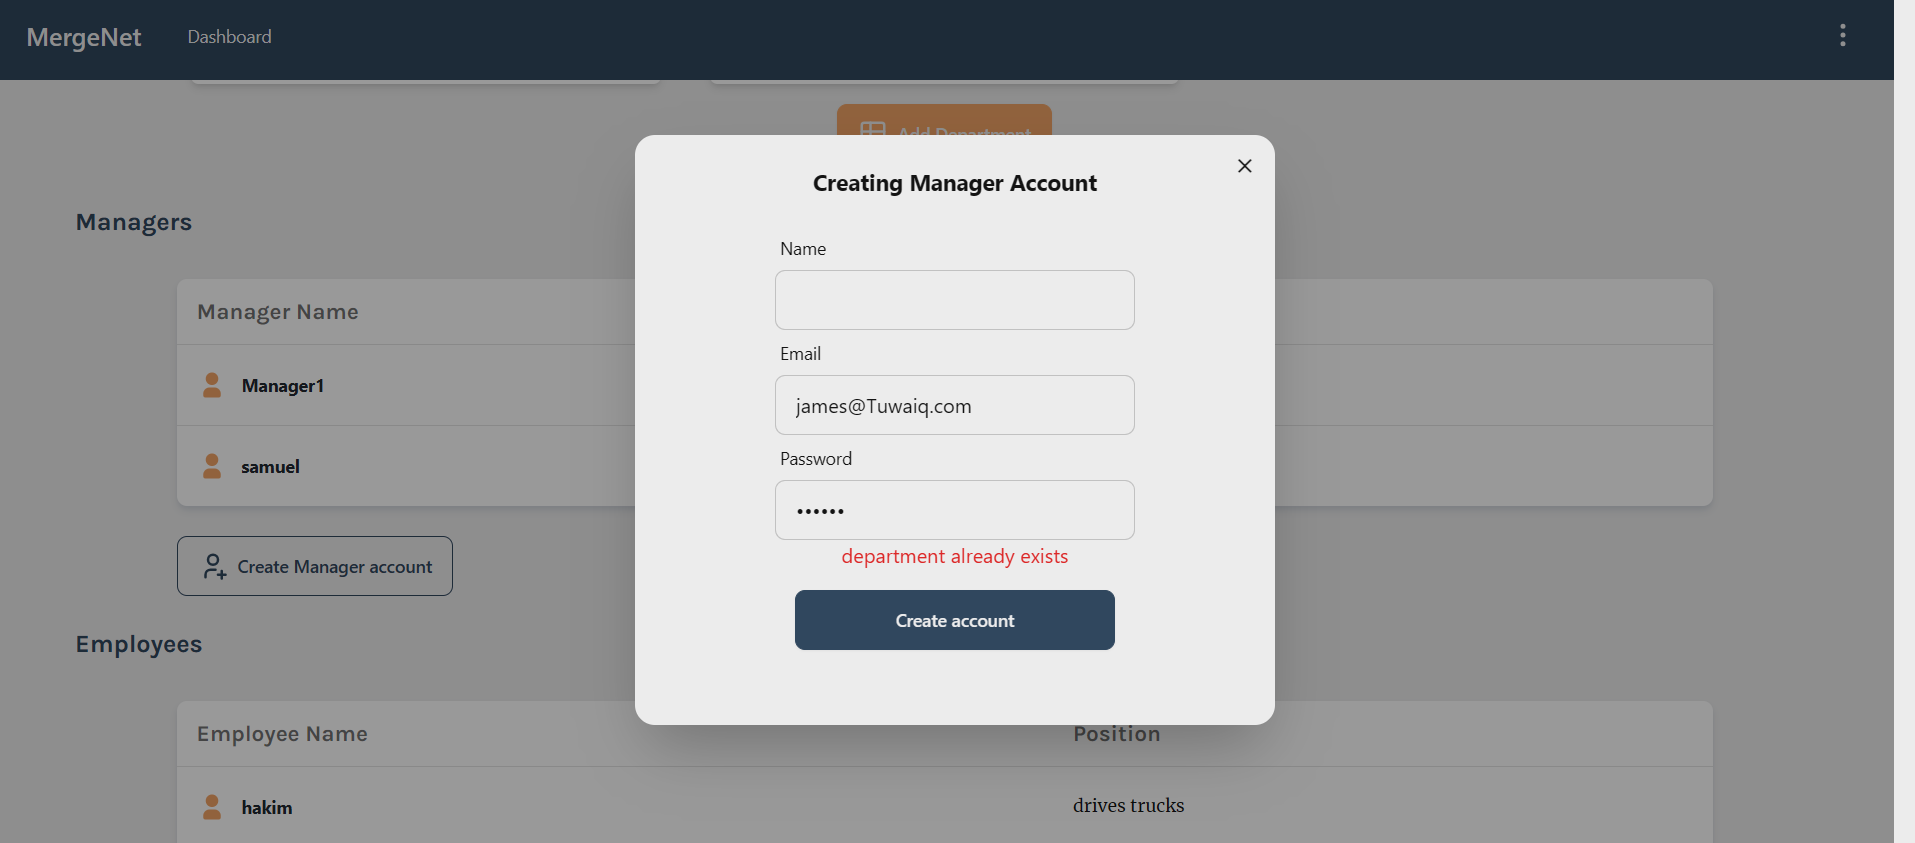 MergeNet Dashboard
Add Department
Creating Manager Account
Name
Email
james@Tuwaiq.com
Password
••••••
department already exists
Create account
Managers
Manager Name
Manager1
samuel
Create Manager account
Employees
Employee Name Position
hakim drives trucks